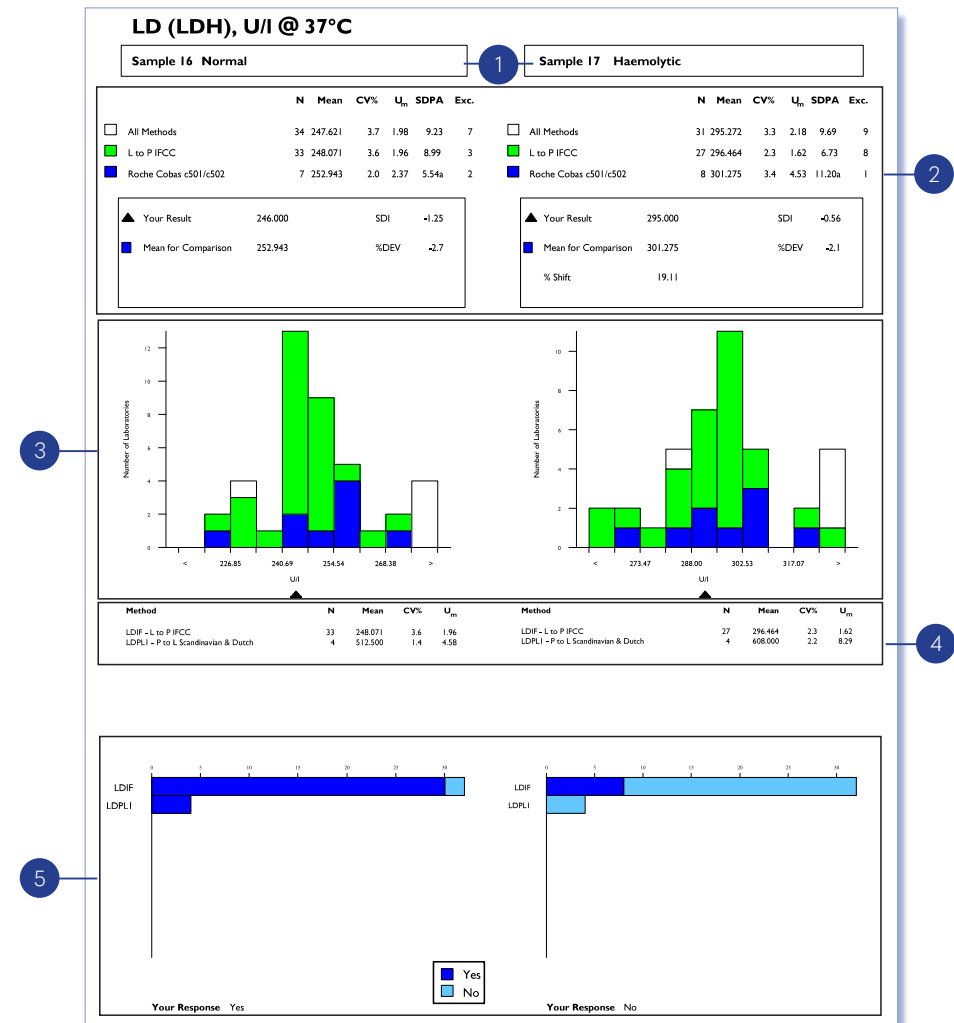 LD (LDH), U/l @ 37°C
Sample 16 Normal
1
Sample 17 Haemolytic
N Mean CV% Um SDPA Exc.
All Methods 34 247.621 3.7 1.98 9.23 7
L to P IFCC 33 248.071 3.6 1.96 8.99 3
Roche Cobas c501/c502 7 252.943 2.0 2.37 5.54a 2
N Mean CV% Um SDPA Exc.
All Methods 31 295.272 3.3 2.18 9.69 9
L to P IFCC 27 296.464 2.3 1.62 6.73 8
Roche Cobas c501/c502 8 301.275 3.4 4.53 11.20a 1
2
Your Result 246.000 SDI -1.25
Mean for Comparison 252.943 %DEV -2.7
Your Result 295.000 SDI -0.56
Mean for Comparison 301.275 %DEV -2.1
% Shift 19.11
3
Number of Laboratories
12
10
8
6
4
2
0
< 226.85 240.69 254.54 268.38 >
U/l
Number of Laboratories
10
8
6
4
2
0
< 273.47 288.00 302.53 317.07 >
U/l
Method N Mean CV% Um
LDIF - L to P IFCC 33 248.071 3.6 1.96
LDPL1 - P to L Scandinavian & Dutch 4 512.500 1.4 4.58
Method N Mean CV% Um
LDIF - L to P IFCC 27 296.464 2.3 1.62
LDPL1 - P to L Scandinavian & Dutch 4 608.000 2.2 8.29
4
5
0 5 10 15 20 25 30
LDIF
LDPL1
0 5 10 15 20 25 30
LDIF
LDPL1
Yes
No
Your Response Yes
Your Response No